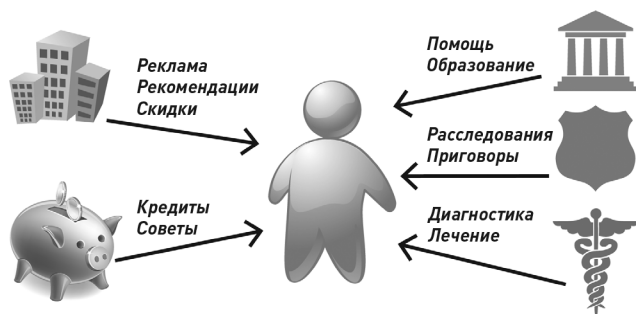 Реклама
Рекомендации
Скидки
Кредиты
Советы
Помощь
Образование
Расследования
Приговоры
Диагностика
Лечение